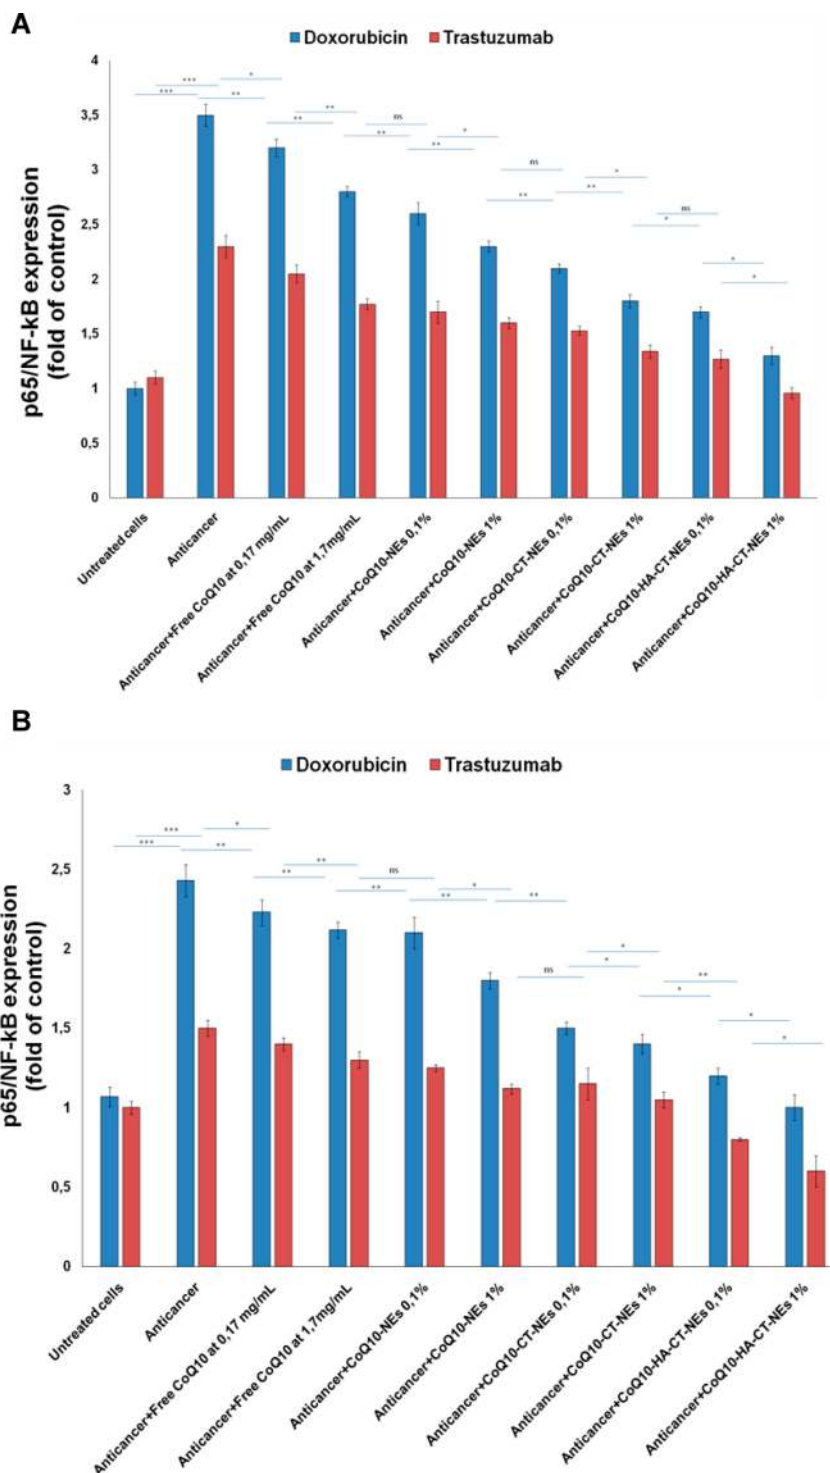 A
Doxorubicin Trastuzumab
p65/NF-kB expression
(fold of control)
4
3,5
3
2,5
2
1,5
1
0,5
0
*** *** * ** ** ** ns ** * ** ns ** * ** ns * * *
Untreated cells
Anticancer
Anticancer+Free CoQ10 at 0,17 mg/mL
Anticancer+Free CoQ10 at 1,7mg/mL
Anticancer+CoQ10-NEs 0,1%
Anticancer+CoQ10-NEs 1%
Anticancer+CoQ10-CT-NEs 0,1%
Anticancer+CoQ10-CT-NEs 1%
Anticancer+CoQ10-HA-CT-NEs 0,1%
Anticancer+CoQ10-HA-CT-NEs 1%
B
Doxorubicin Trastuzumab
p65/NF-kB expression
(fold of control)
3
2,5
2
1,5
1
0,5
0
*** *** * ** ** ** ns ** * ** ** ns * * ** * * *
Untreated cells
Anticancer
Anticancer+Free CoQ10 at 0,17 mg/mL
Anticancer+Free CoQ10 at 1,7mg/mL
Anticancer+CoQ10-NEs 0,1%
Anticancer+CoQ10-NEs 1%
Anticancer+CoQ10-CT-NEs 0,1%
Anticancer+CoQ10-CT-NEs 1%
Anticancer+CoQ10-HA-CT-NEs 0,1%
Anticancer+CoQ10-HA-CT-NEs 1%